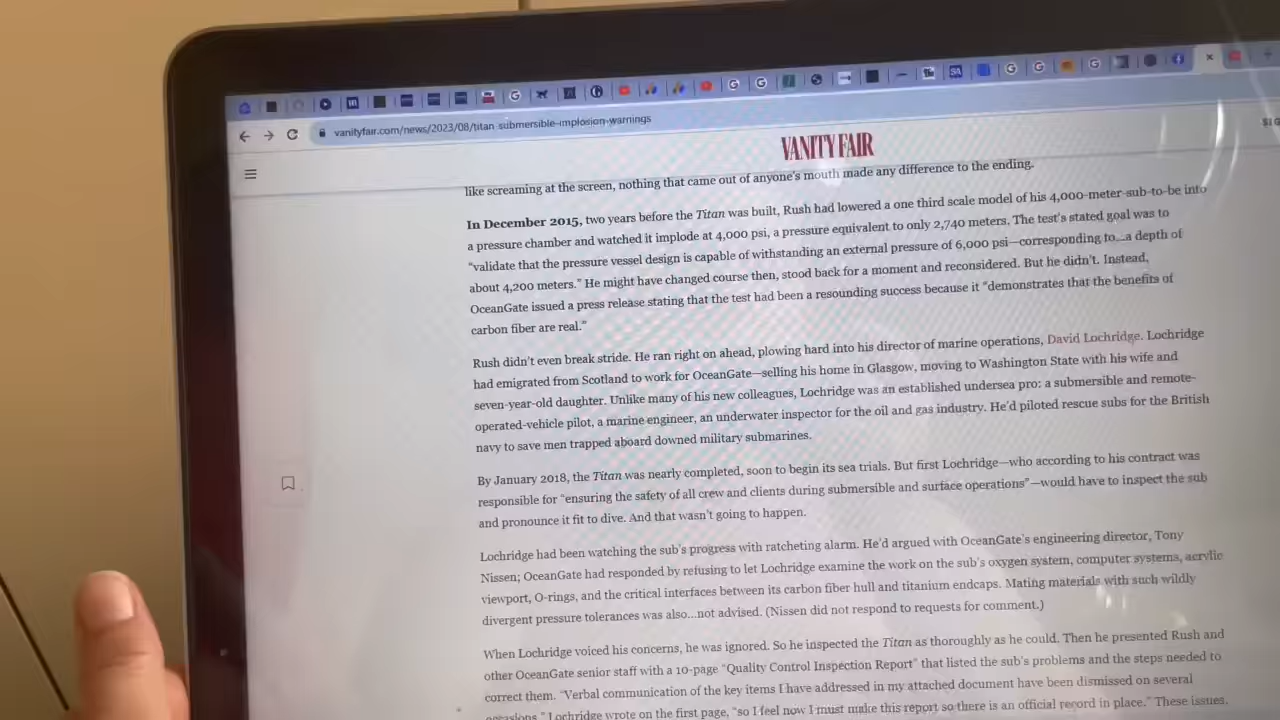 vanityfair.com/news/2023/08/titan-submersible-implosion-warnings
VANITY FAIR
like screaming at the screen, nothing that came out of anyone's mouth made any difference to the ending.
In December 2015, two years before the Titan was built, Rush had lowered a one third scale model of his 4,000-meter-sub-to-be into
a pressure chamber and watched it implode at 4,000 psi, a pressure equivalent to only 2,740 meters. The test's stated goal was to
“validate that the pressure vessel design is capable of withstanding an external pressure of 6,000 psi—corresponding to…a depth of
about 4,200 meters.” He might have changed course then, stood back for a moment and reconsidered. But he didn't. Instead,
OceanGate issued a press release stating that the test had been a resounding success because it “demonstrates that the benefits of
carbon fiber are real.”
Rush didn't even break stride. He ran right on ahead, plowing hard into his director of marine operations, David Lochridge. Lochridge
had emigrated from Scotland to work for OceanGate—selling his home in Glasgow, moving to Washington State with his wife and
seven-year-old daughter. Unlike many of his new colleagues, Lochridge was an established undersea pro: a submersible and remote-
operated-vehicle pilot, a marine engineer, an underwater inspector for the oil and gas industry. He'd piloted rescue subs for the British
navy to save men trapped aboard downed military submarines.
By January 2018, the Titan was nearly completed, soon to begin its sea trials. But first Lochridge—who according to his contract was
responsible for “ensuring the safety of all crew and clients during submersible and surface operations”—would have to inspect the sub
and pronounce it fit to dive. And that wasn't going to happen.
Lochridge had been watching the sub's progress with ratcheting alarm. He'd argued with OceanGate's engineering director, Tony
Nissen; OceanGate had responded by refusing to let Lochridge examine the work on the sub's oxygen system, computer systems, acrylic
viewport, O-rings, and the critical interfaces between its carbon fiber hull and titanium endcaps. Mating materials with such wildly
divergent pressure tolerances was also…not advised. (Nissen did not respond to requests for comment.)
When Lochridge voiced his concerns, he was ignored. So he inspected the Titan as thoroughly as he could. Then he presented Rush and
other OceanGate senior staff with a 10-page “Quality Control Inspection Report” that listed the sub's problems and the steps needed to
correct them. “Verbal communication of the key items I have addressed in my attached document have been dismissed on several
occasions,” Lochridge wrote on the first page, “so I feel now I must make this report so there is an official record in place.” These issues,